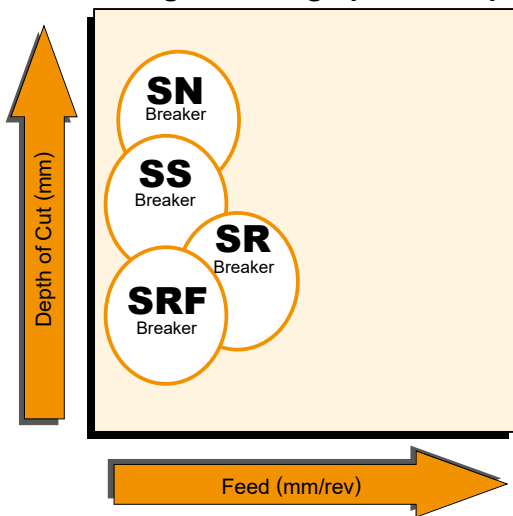 SN
Breaker
SS
Breaker
SR
Breaker
SRF
Breaker
Depth of Cut (mm)
Feed (mm/rev)